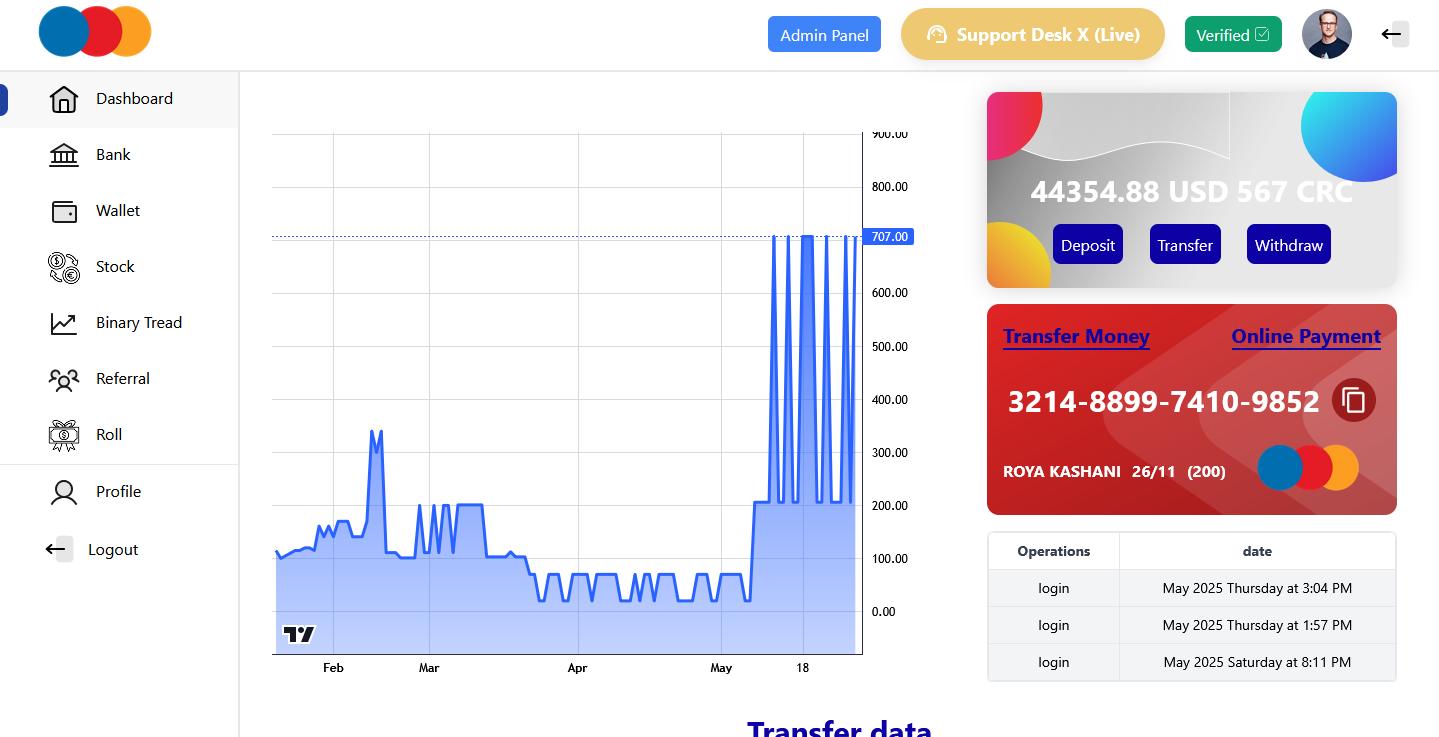 Admin Panel
Support Desk X (Live)
Verified
Dashboard
Bank
Wallet
Stock
Binary Tread
Referral
Roll
Profile
Logout
900.00
800.00
707.00
600.00
500.00
400.00
300.00
200.00
100.00
0.00
Feb Mar Apr May 18
44354.88 USD 567 CRC
Deposit Transfer Withdraw
Transfer Money Online Payment
3214-8899-7410-9852
ROYA KASHANI 26/11 (200)
Operations date
login May 2025 Thursday at 3:04 PM
login May 2025 Thursday at 1:57 PM
login May 2025 Saturday at 8:11 PM
Transfer data